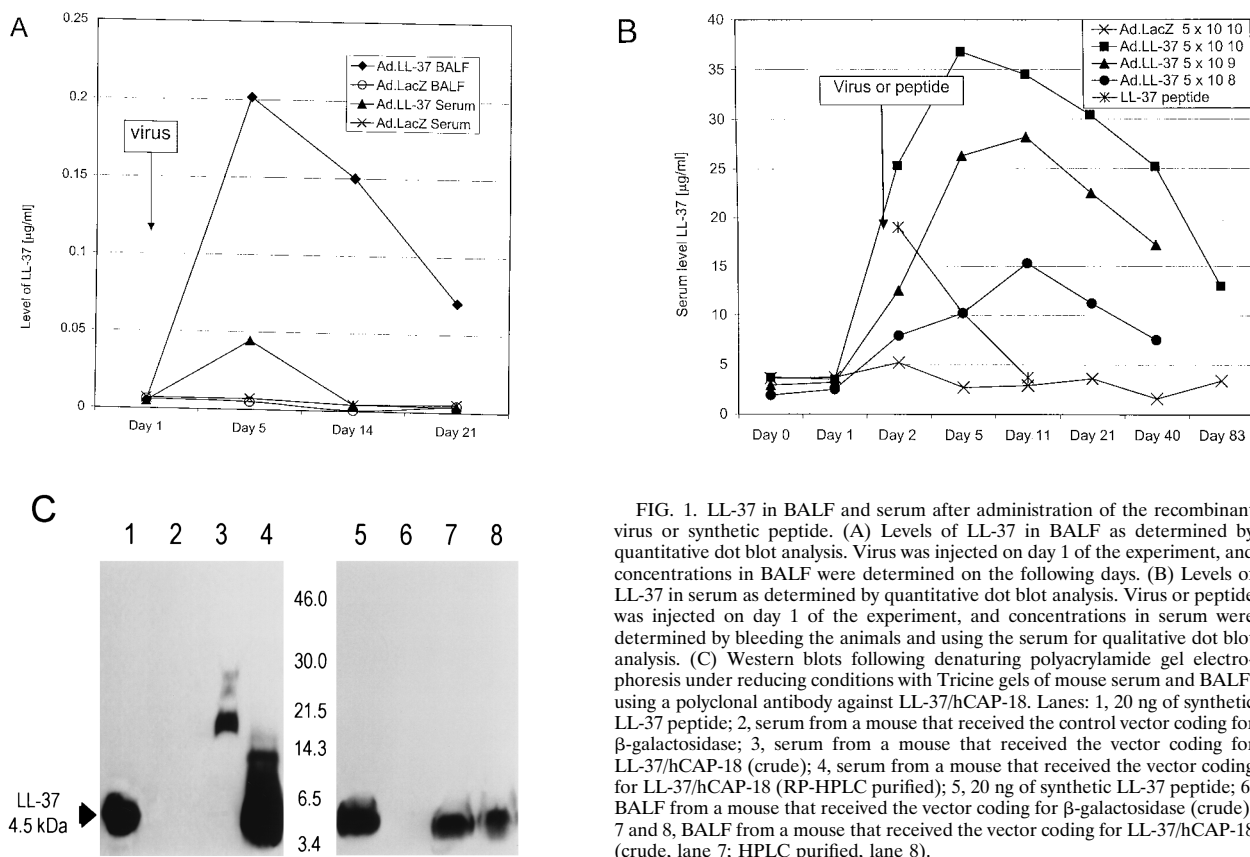 A
0.25
0.2
0.15
0.1
0.05
0
Level of LL-37 [µg/ml]
virus
Ad.LL-37 BALF
Ad.LacZ BALF
Ad.LL-37 Serum
Ad.LacZ Serum
Day 1 Day 5 Day 14 Day 21
B
40
35
30
25
20
15
10
5
0
Serum level LL-37 [µg/ml]
Virus or peptide
Ad.LacZ 5 x 10 10
Ad.LL-37 5 x 10 10
Ad.LL-37 5 x 10 9
Ad.LL-37 5 x 10 8
LL-37 peptide
Day 0 Day 1 Day 2 Day 5 Day 11 Day 21 Day 40 Day 83
C
1 2 3 4 5 6 7 8
46.0
30.0
21.5
14.3
6.5
3.4
LL-37
4.5 kDa
FIG. 1. LL-37 in BALF and serum after administration of the recombinant
virus or synthetic peptide. (A) Levels of LL-37 in BALF as determined by
quantitative dot blot analysis. Virus was injected on day 1 of the experiment, and
concentrations in BALF were determined on the following days. (B) Levels of
LL-37 in serum as determined by quantitative dot blot analysis. Virus or peptide
was injected on day 1 of the experiment, and concentrations in serum were
determined by bleeding the animals and using the serum for qualitative dot blot
analysis. (C) Western blots following denaturing polyacrylamide gel electro-
phoresis under reducing conditions with Tricine gels of mouse serum and BALF
using a polyclonal antibody against LL-37/hCAP-18. Lanes: 1, 20 ng of synthetic
LL-37 peptide; 2, serum from a mouse that received the control vector coding for
β-galactosidase; 3, serum from a mouse that received the vector coding for
LL-37/hCAP-18 (crude); 4, serum from a mouse that received the vector coding
for LL-37/hCAP-18 (RP-HPLC purified); 5, 20 ng of synthetic LL-37 peptide; 6,
BALF from a mouse that received the vector coding for β-galactosidase (crude)
7 and 8, BALF from a mouse that received the vector coding for LL-37/hCAP-18
(crude, lane 7; HPLC purified, lane 8).